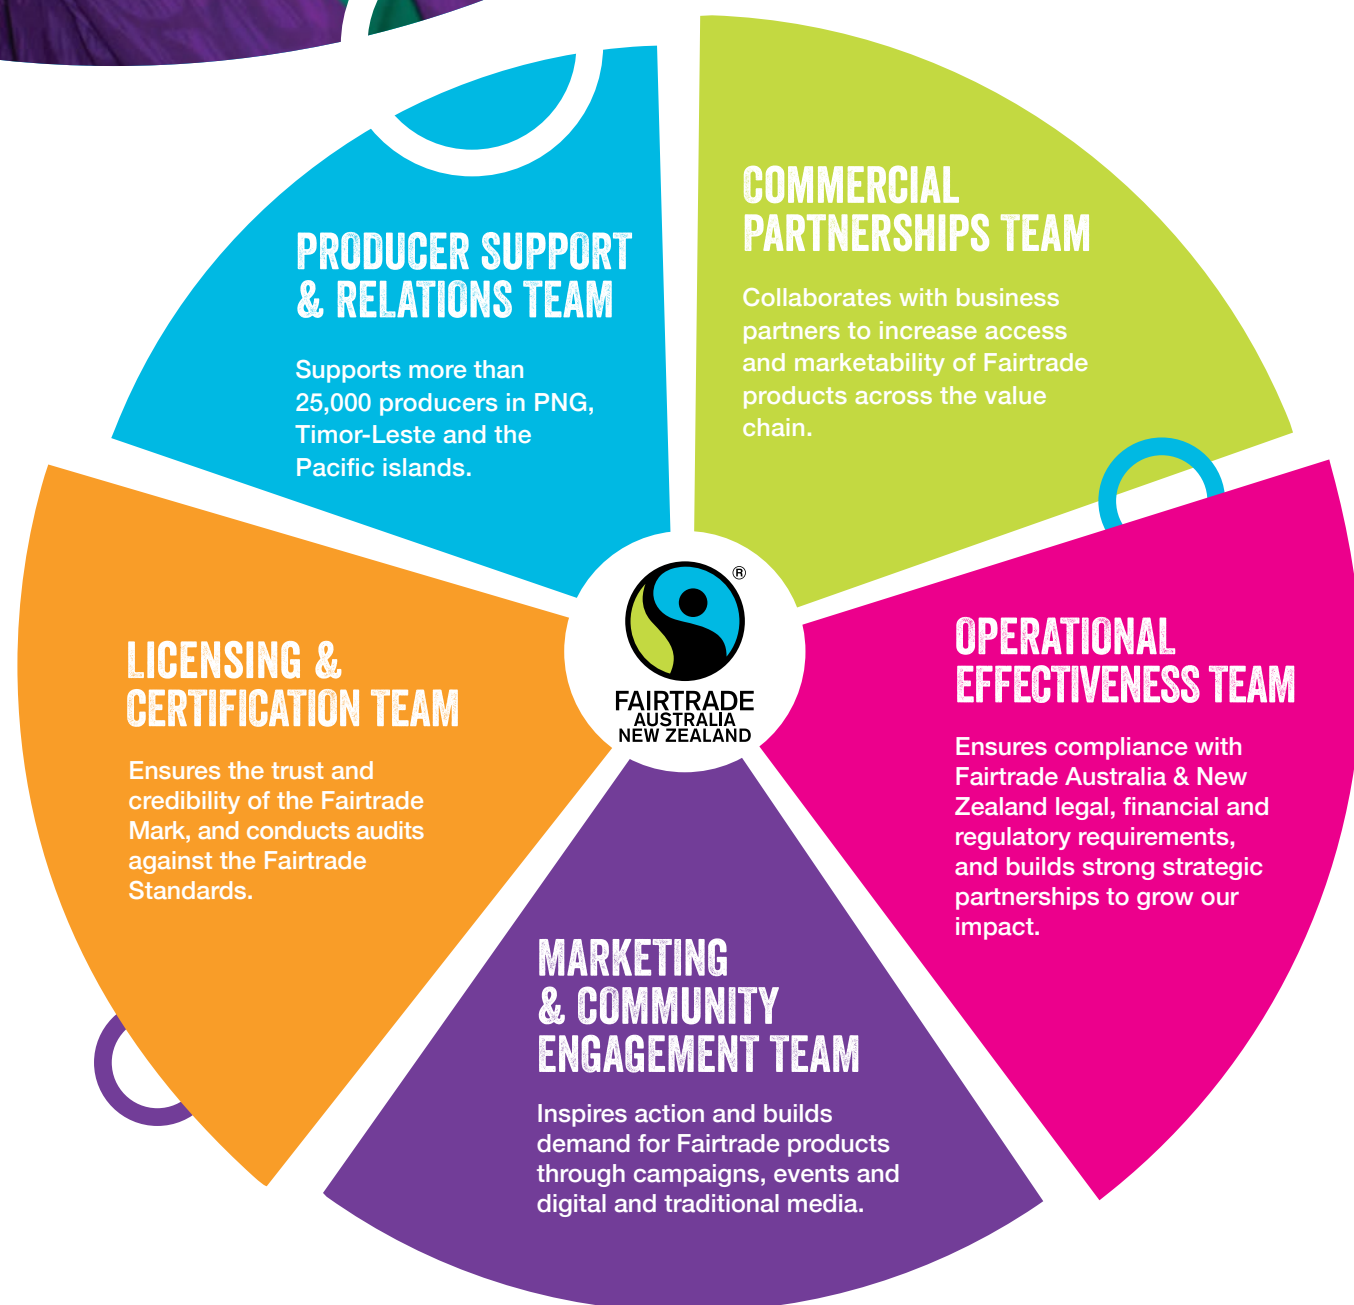 PRODUCER SUPPORT
& RELATIONS TEAM
Supports more than
25,000 producers in PNG,
Timor-Leste and the
Pacific islands.
COMMERCIAL
PARTNERSHIPS TEAM
Collaborates with business
partners to increase access
and marketability of Fairtrade
products across the value
chain.
OPERATIONAL
EFFECTIVENESS TEAM
Ensures compliance with
Fairtrade Australia & New
Zealand legal, financial and
regulatory requirements,
and builds strong strategic
partnerships to grow our
impact.
MARKETING
& COMMUNITY
ENGAGEMENT TEAM
Inspires action and builds
demand for Fairtrade products
through campaigns, events and
digital and traditional media.
LICENSING &
CERTIFICATION TEAM
Ensures the trust and
credibility of the Fairtrade
Mark, and conducts audits
against the Fairtrade
Standards.
®
FAIRTRADE
AUSTRALIA
NEW ZEALAND